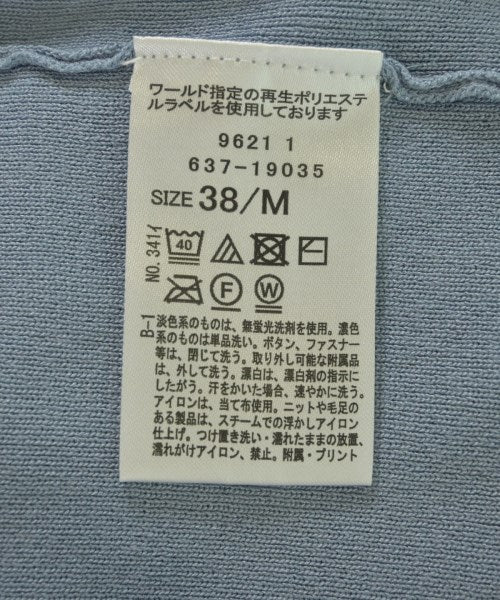 ワールド指定の再生ポリエステ
ルラベルを使用しております
9621 1
637-19035
SIZE 38/M
NO. 341イ
40
F W
B-1
淡色系のものは、無蛍光洗剤を使用。濃色
系のものは単品洗い。ボタン、ファスナー
等は、閉じて洗う。取り外し可能な附属品
は、外して洗う。漂白は、漂白剤の指示に
したがう。汗をかいた場合、速やかに洗う。
アイロンは、当て布使用。ニットや毛足の
ある製品は、スチームでの浮かしアイロン
仕上げ。つけ置き洗い・濡れたままの放置、
濡れがけアイロン、禁止。附属・プリント